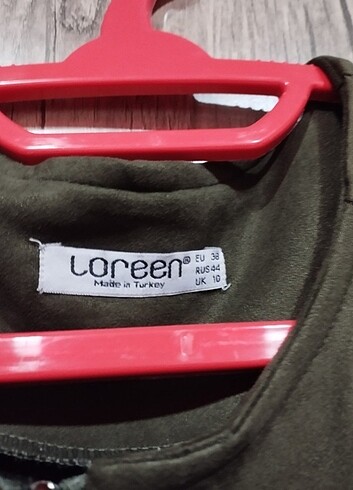 Loreen®
Made in Turkey
EU 38
RUS 44
UK 10